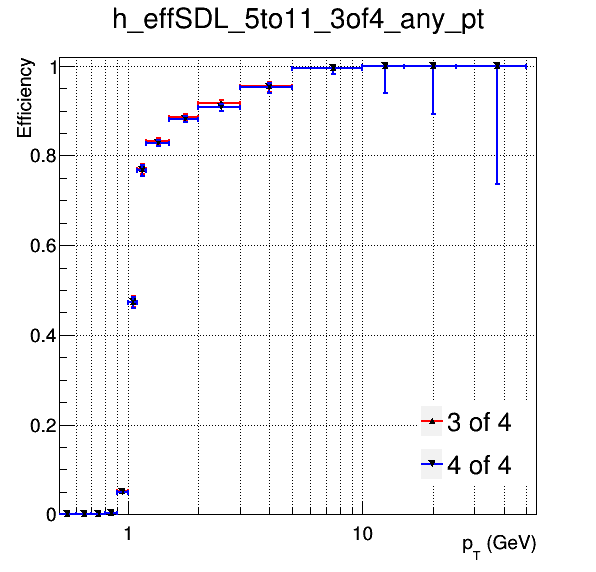 h_effSDL_5to11_3of4_any_pt
Efficiency
1
0.8
0.6
0.4
0.2
0
3 of 4
4 of 4
1
10
p_T (GeV)